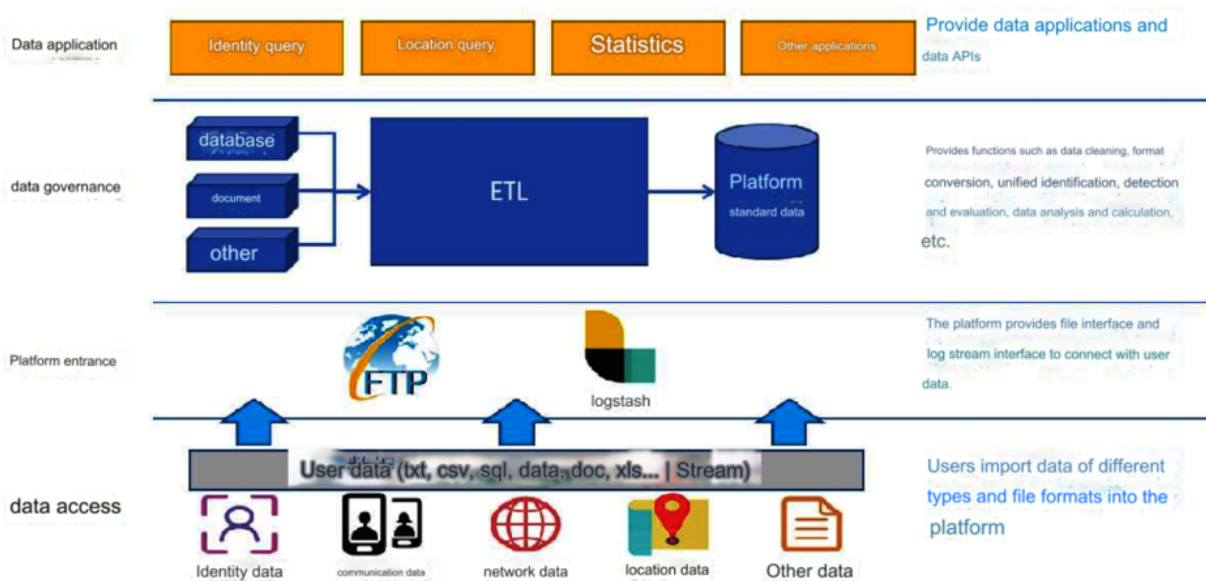 Data application
Identity query
Location query
Statistics
Other applications
Provide data applications and
data APIs
data governance
database
document
other
ETL
Platform
standard data
Provides functions such as data cleaning, format
conversion, unified identification, detection
and evaluation, data analysis and calculation,
etc.
Platform entrance
FTP
logstash
The platform provides file interface and
log stream interface to connect with user
data.
data access
User data (txt, csv, sql, data, doc, xls... | Stream)
Identity data
communication data
network data
location data
Other data
Users import data of different
types and file formats into the
platform